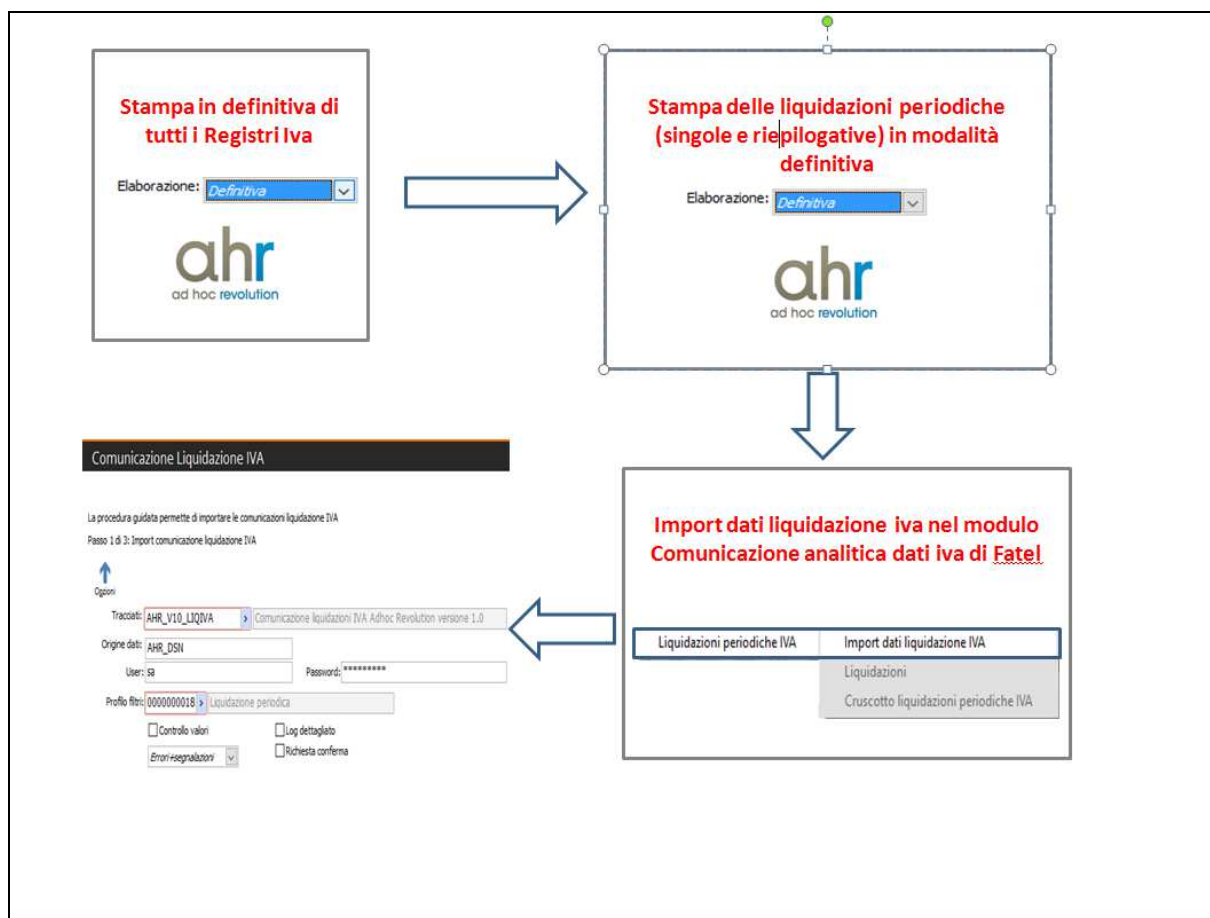 Stampa in definitiva di
tutti i Registri Iva
Elaborazione: Definitiva
ahr
ad hoc revolution
Stampa delle liquidazioni periodiche
(singole e riepilogative) in modalità
definitiva
Elaborazione: Definitiva
ahr
ad hoc revolution
Import dati liquidazione iva nel modulo
Comunicazione analitica dati iva di Fatel
Liquidazioni periodiche IVA Import dati liquidazione IVA
Liquidazioni
Cruscotto liquidazioni periodiche IVA
Comunicazione Liquidazione IVA
La procedura guidata permette di importare le comunicazioni liquidazione IVA
Passo 1 di 3: Import comunicazione liquidazione IVA
Opzioni
Tracciati: AHR_V10_LIQIVA Comunicazione liquidazioni IVA Adhoc Revolution versione 1.0
Origine dati: AHR_DSN
User: sa Password: *********
Profilo filtri: 0000000018 Liquidazione periodica
Controllo valori Log dettagliato
Errori+segnalazioni Richiesta conferma